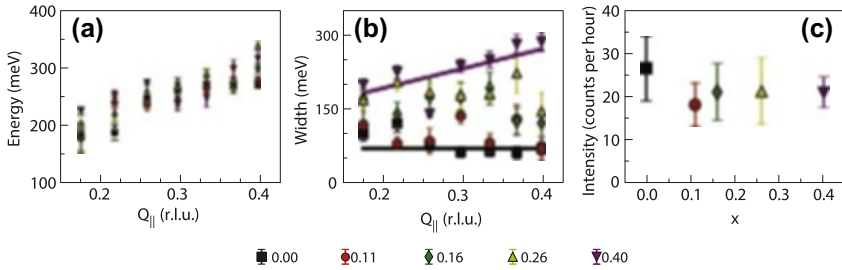 (a)
400
300
200
100
Energy (meV)
0.2 0.3 0.4
Q|| (r.l.u.)
(b)
300
150
0
Width (meV)
0.2 0.3 0.4
Q|| (r.l.u.)
(c)
40
30
20
10
0
Intensity (counts per hour)
0.0 0.1 0.2 0.3 0.4
x
0.00 0.11 0.16 0.26 0.40